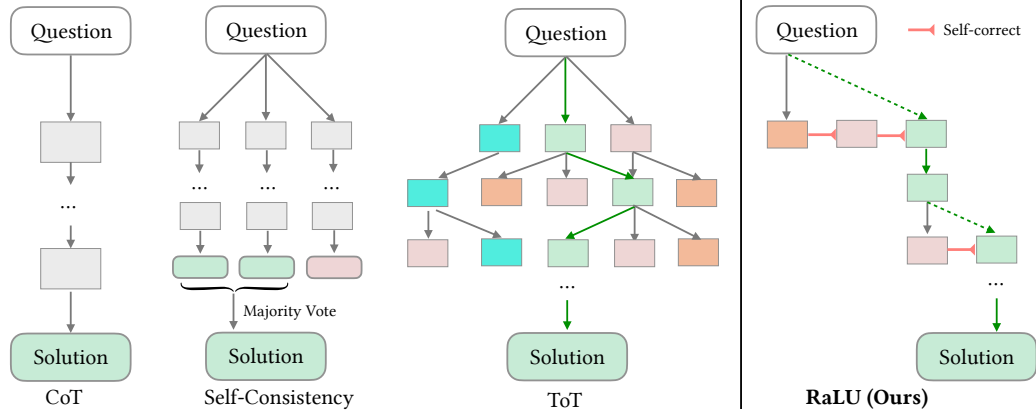 Question
Question
Question
Question
Self-correct
...
...
...
...
...
...
Majority Vote
Solution
Solution
Solution
Solution
CoT
Self-Consistency
ToT
RaLU (Ours)